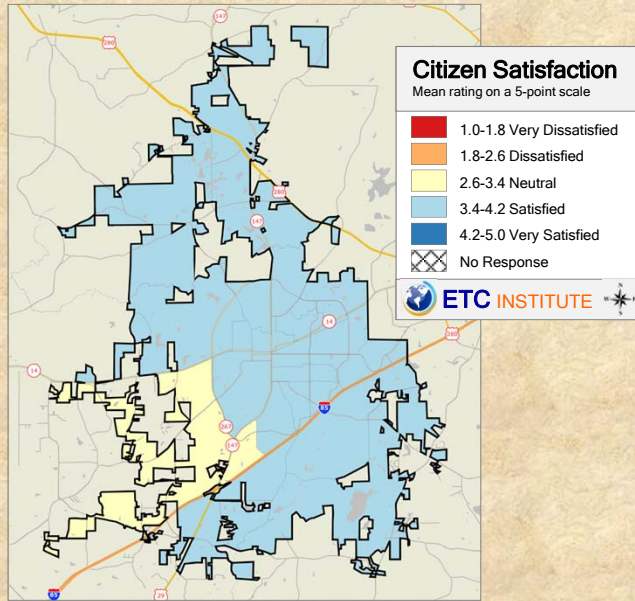 147
280
Citizen Satisfaction
Mean rating on a 5-point scale
1.0-1.8 Very Dissatisfied
1.8-2.6 Dissatisfied
2.6-3.4 Neutral
3.4-4.2 Satisfied
4.2-5.0 Very Satisfied
No Response
ETC INSTITUTE
280
147
14
280
14
85
267
147
85
29